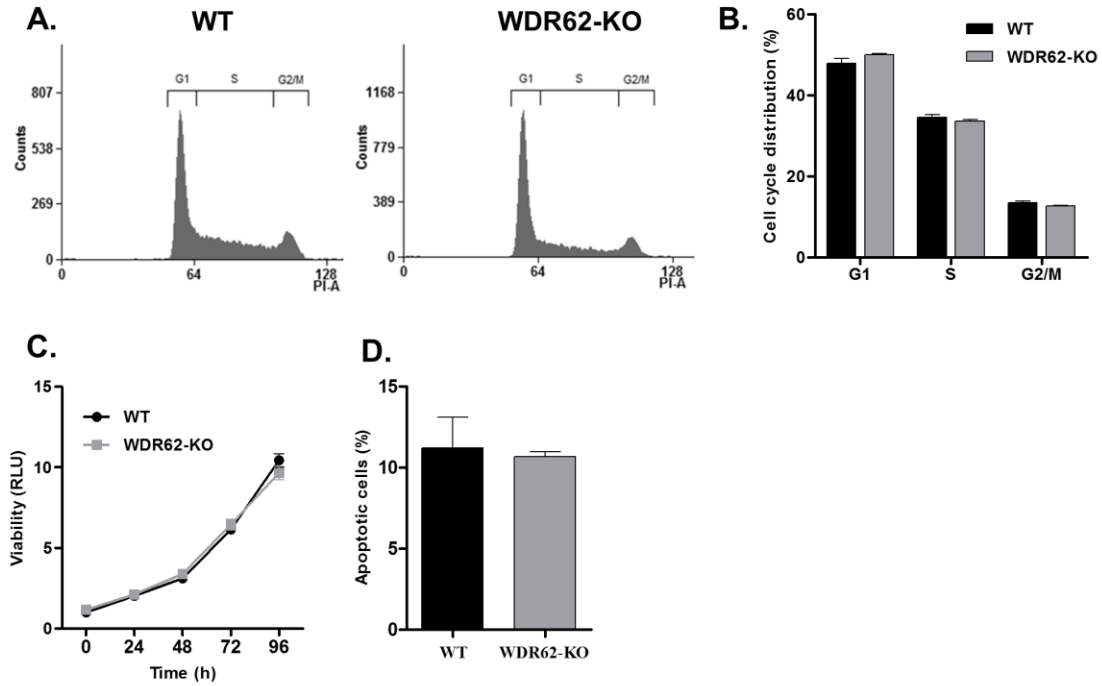 A.
WT
WDR62-KO
G1 S G2/M
807
538
269
0
Counts
0 64 128
PI-A
G1 S G2/M
1168
779
389
0
Counts
0 64 128
PI-A
B.
60
40
20
0
Cell cycle distribution (%)
WT
WDR62-KO
G1 S G2/M
C.
15
10
5
0
Viability (RLU)
WT
WDR62-KO
0 24 48 72 96
Time (h)
D.
15
10
5
0
Apoptotic cells (%)
WT WDR62-KO